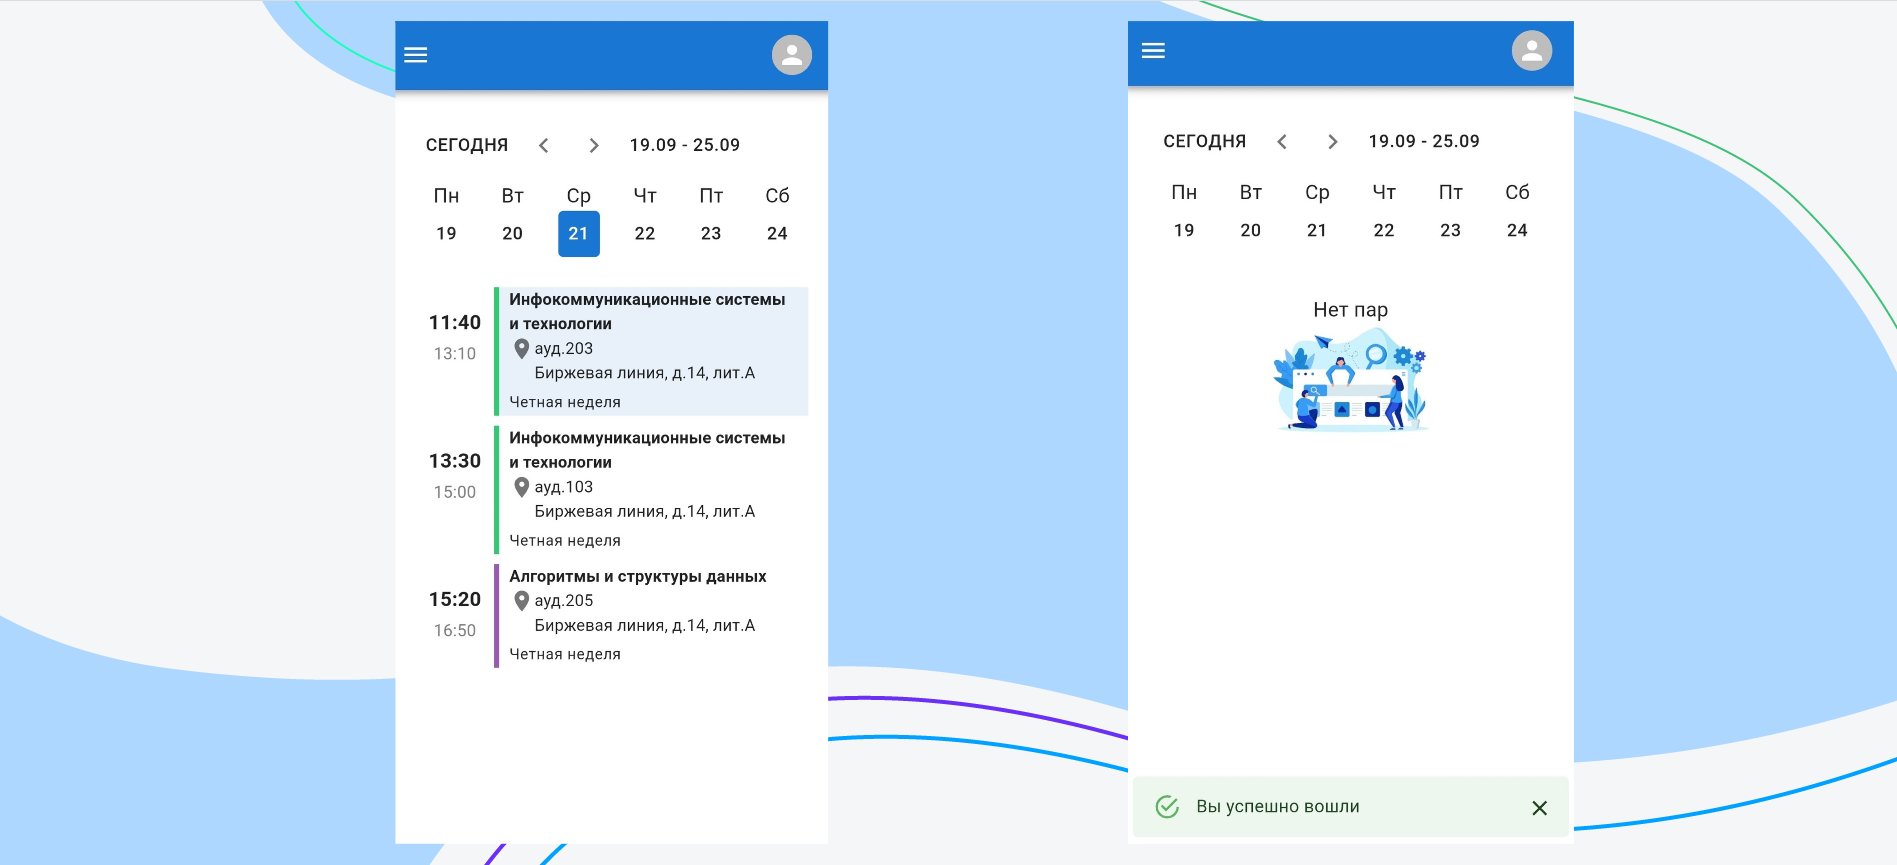 СЕГОДНЯ 19.09 - 25.09
Пн Вт Ср Чт Пт Сб
19 20 21 22 23 24
11:40
13:10
Инфокоммуникационные системы
и технологии
ауд.203
Биржевая линия, д.14, лит.А
Четная неделя
13:30
15:00
Инфокоммуникационные системы
и технологии
ауд.103
Биржевая линия, д.14, лит.А
Четная неделя
15:20
16:50
Алгоритмы и структуры данных
ауд.205
Биржевая линия, д.14, лит.А
Четная неделя
СЕГОДНЯ 19.09 - 25.09
Пн Вт Ср Чт Пт Сб
19 20 21 22 23 24
Нет пар
Вы успешно вошли